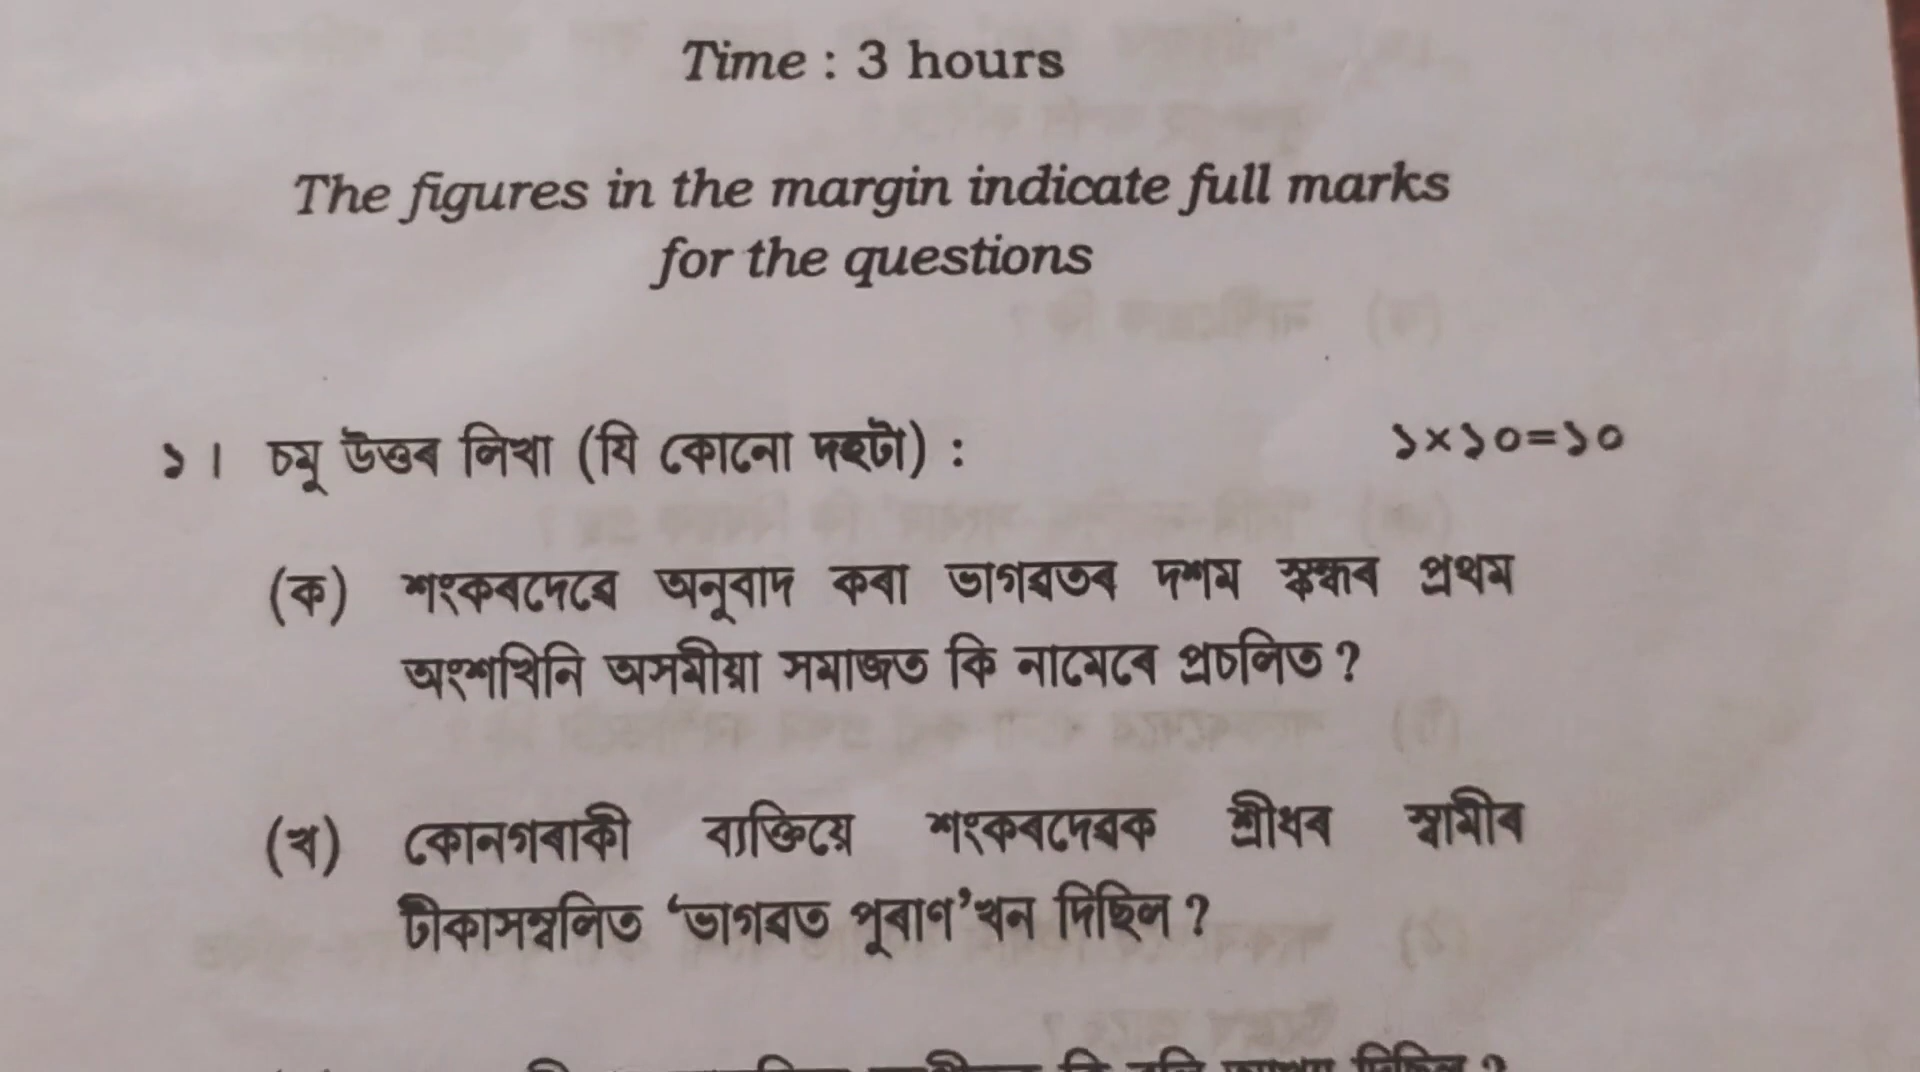 Time : 3 hours
The figures in the margin indicate full marks
for the questions
১। চমু উত্তৰ লিখা (যি কোনো দহটা) : ১×১০=১০
(ক) শংকৰদেৱে অনুবাদ কৰা ভাগৱতৰ দশম স্কন্ধৰ প্ৰথম
অংশখিনি অসমীয়া সমাজত কি নামেৰে প্ৰচলিত ?
(খ) কোনগৰাকী ব্যক্তিয়ে শংকৰদেৱক শ্ৰীধৰ স্বামীৰ
টীকাসম্বলিত ‘ভাগৱত পুৰাণ’খন দিছিল ?
কি বুলি আখ্যা দিছিল ?